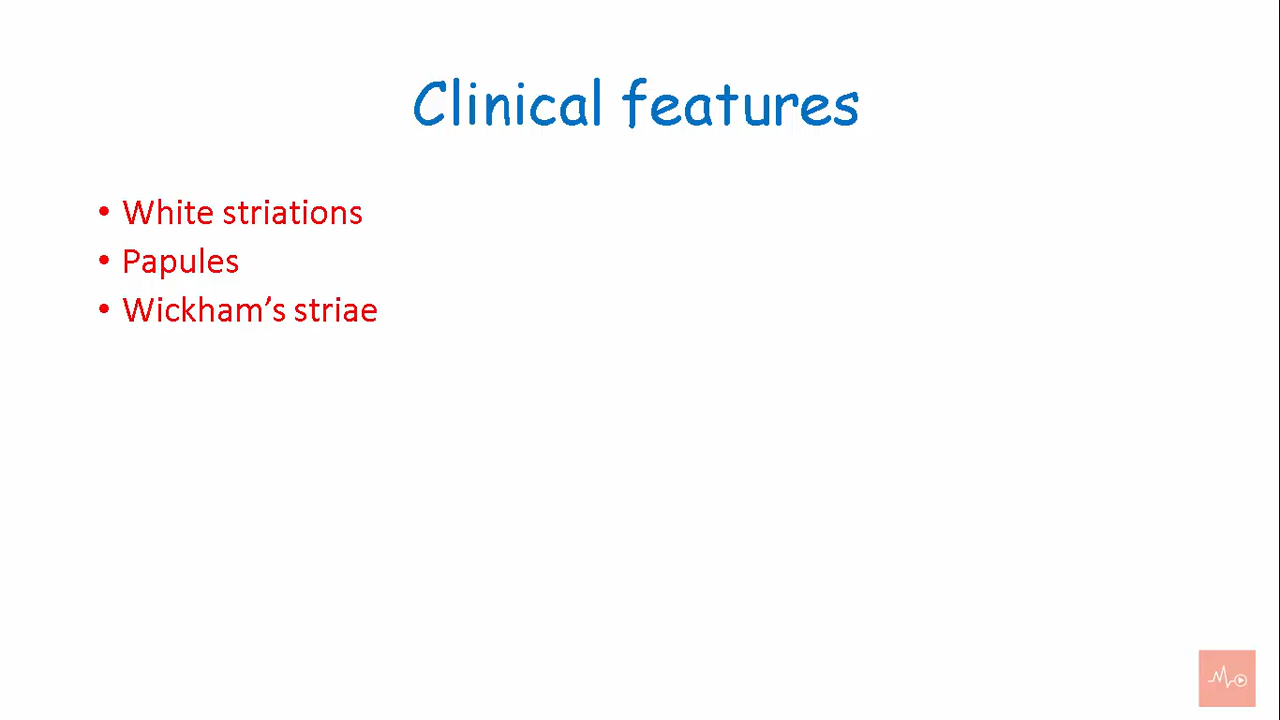 Clinical features
• White striations
• Papules
• Wickham’s striae